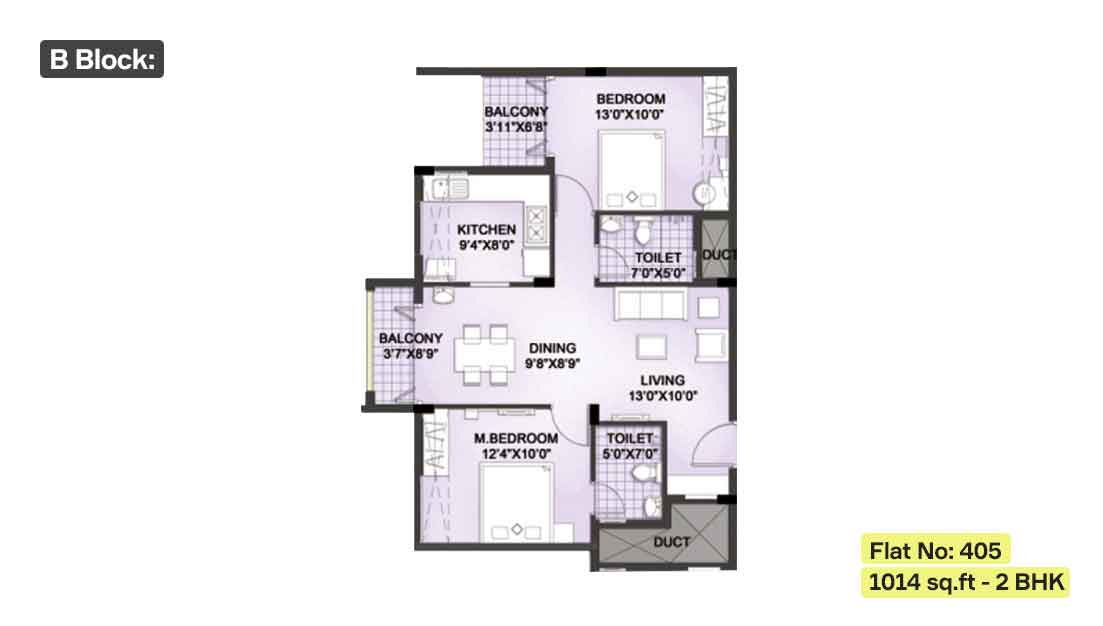 B Block:
BEDROOM
13'0"X10'0"
BALCONY
3'11"X6'8"
KITCHEN
9'4"X8'0"
TOILET
7'0"X5'0"
DUCT
BALCONY
3'7"X8'9"
DINING
9'8"X8'9"
LIVING
13'0"X10'0"
M.BEDROOM
12'4"X10'0"
TOILET
5'0"X7'0"
DUCT
Flat No: 405
1014 sq.ft - 2 BHK